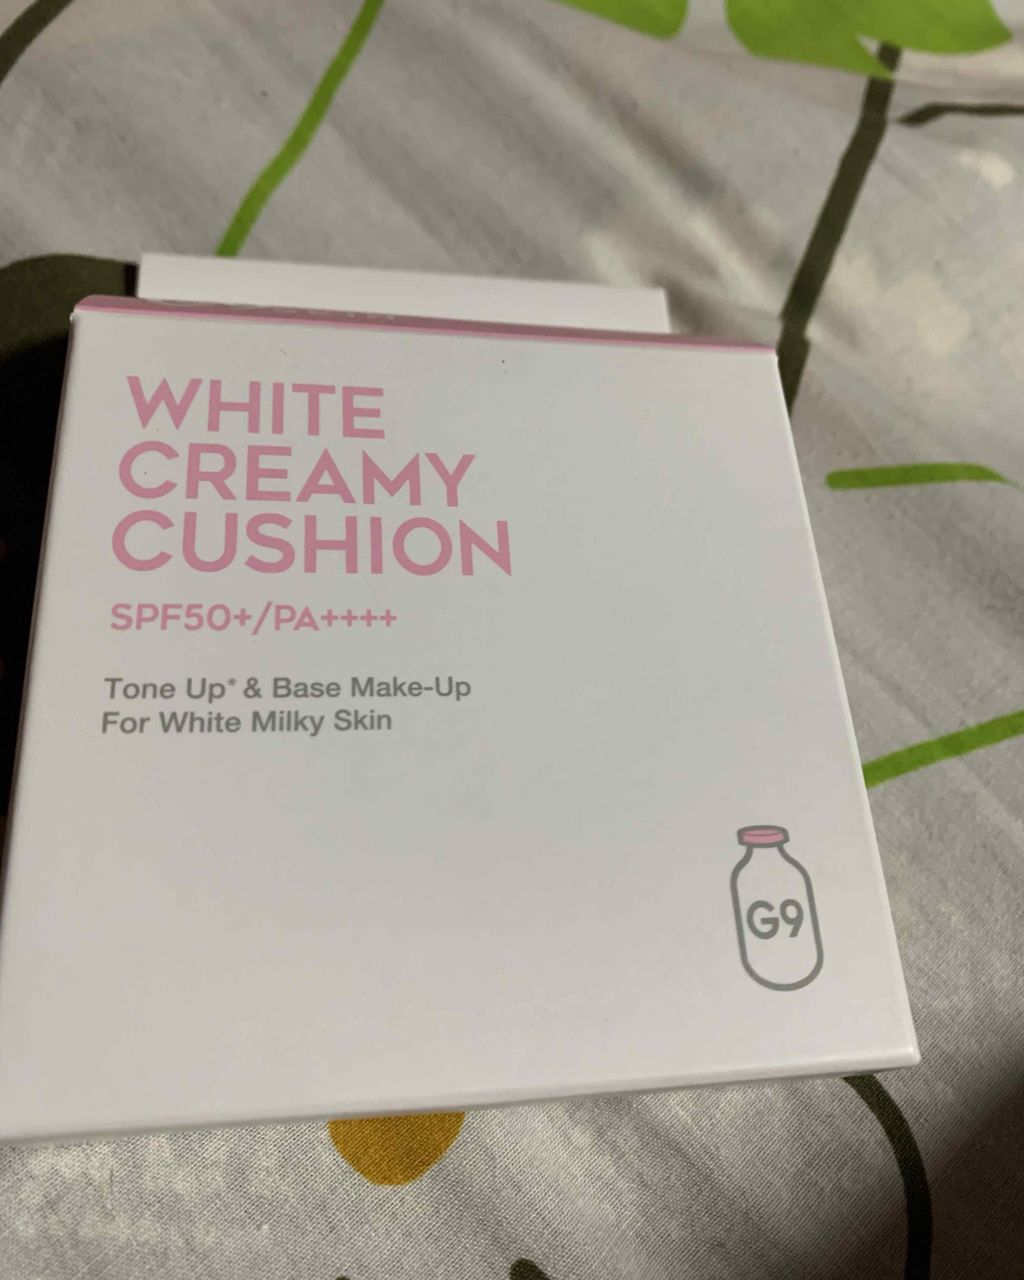 WHITE
CREAMY
CUSHION
SPF50+/PA++++
Tone Up* & Base Make-Up
For White Milky Skin
G9